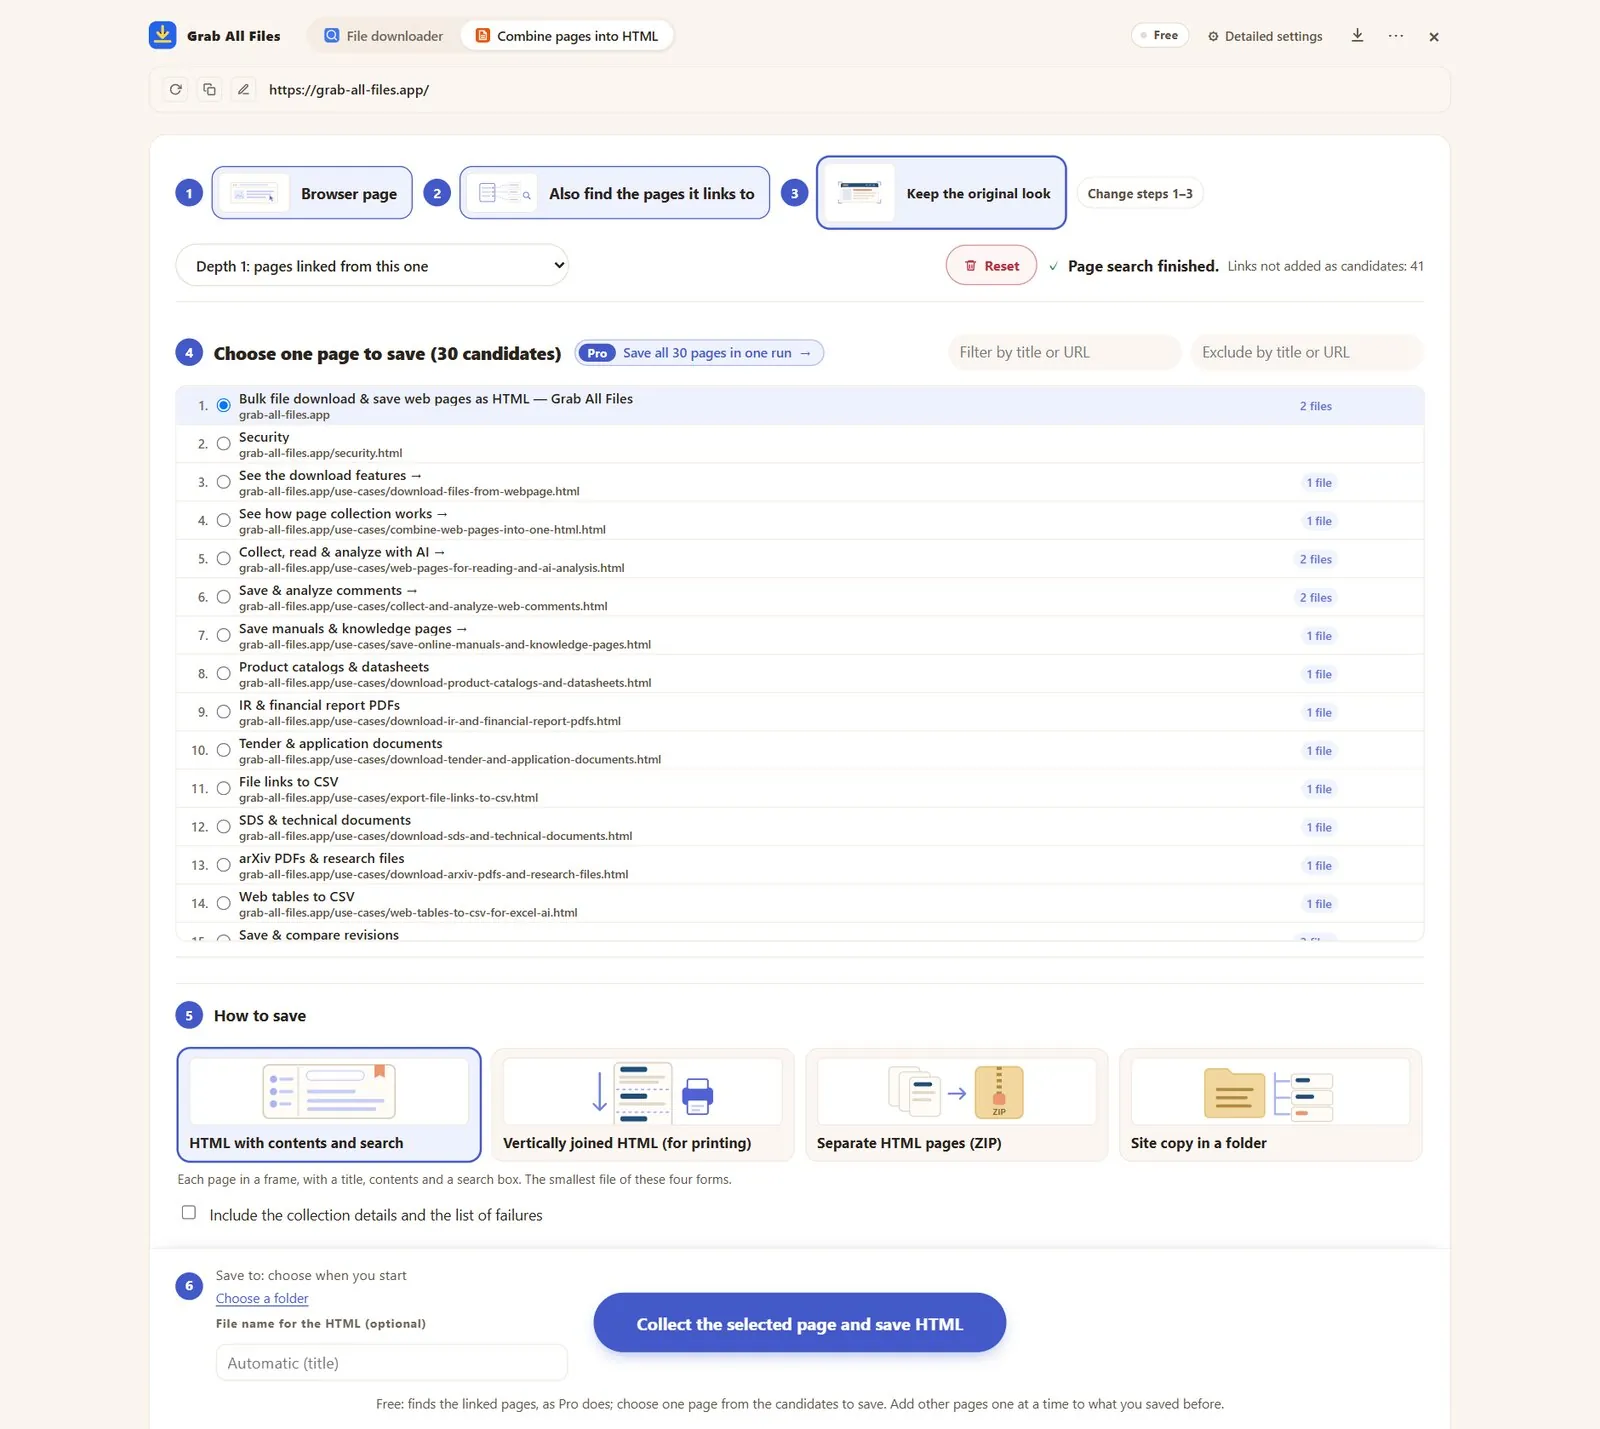 Grab All Files
File downloader
Combine pages into HTML
Free
Detailed settings
https://grab-all-files.app/
1
Browser page
2
Also find the pages it links to
3
Keep the original look
Change steps 1–3
Depth 1: pages linked from this one
Reset
✓ Page search finished. Links not added as candidates: 41
4
Choose one page to save (30 candidates)
Pro Save all 30 pages in one run →
Filter by title or URL
Exclude by title or URL
1. Bulk file download & save web pages as HTML — Grab All Files
grab-all-files.app
2 files
2. Security
grab-all-files.app/security.html
3. See the download features →
grab-all-files.app/use-cases/download-files-from-webpage.html
1 file
4. See how page collection works →
grab-all-files.app/use-cases/combine-web-pages-into-one-html.html
1 file
5. Collect, read & analyze with AI →
grab-all-files.app/use-cases/web-pages-for-reading-and-ai-analysis.html
2 files
6. Save & analyze comments →
grab-all-files.app/use-cases/collect-and-analyze-web-comments.html
2 files
7. Save manuals & knowledge pages →
grab-all-files.app/use-cases/save-online-manuals-and-knowledge-pages.html
1 file
8. Product catalogs & datasheets
grab-all-files.app/use-cases/download-product-catalogs-and-datasheets.html
1 file
9. IR & financial report PDFs
grab-all-files.app/use-cases/download-ir-and-financial-report-pdfs.html
1 file
10. Tender & application documents
grab-all-files.app/use-cases/download-tender-and-application-documents.html
1 file
11. File links to CSV
grab-all-files.app/use-cases/export-file-links-to-csv.html
1 file
12. SDS & technical documents
grab-all-files.app/use-cases/download-sds-and-technical-documents.html
1 file
13. arXiv PDFs & research files
grab-all-files.app/use-cases/download-arxiv-pdfs-and-research-files.html
1 file
14. Web tables to CSV
grab-all-files.app/use-cases/web-tables-to-csv-for-excel-ai.html
1 file
Save & compare revisions
5
How to save
HTML with contents and search
Vertically joined HTML (for printing)
ZIP
Separate HTML pages (ZIP)
Site copy in a folder
Each page in a frame, with a title, contents and a search box. The smallest file of these four forms.
Include the collection details and the list of failures
6
Save to: choose when you start
Choose a folder
File name for the HTML (optional)
Automatic (title)
Collect the selected page and save HTML
Free: finds the linked pages, as Pro does; choose one page from the candidates to save. Add other pages one at a time to what you saved before.